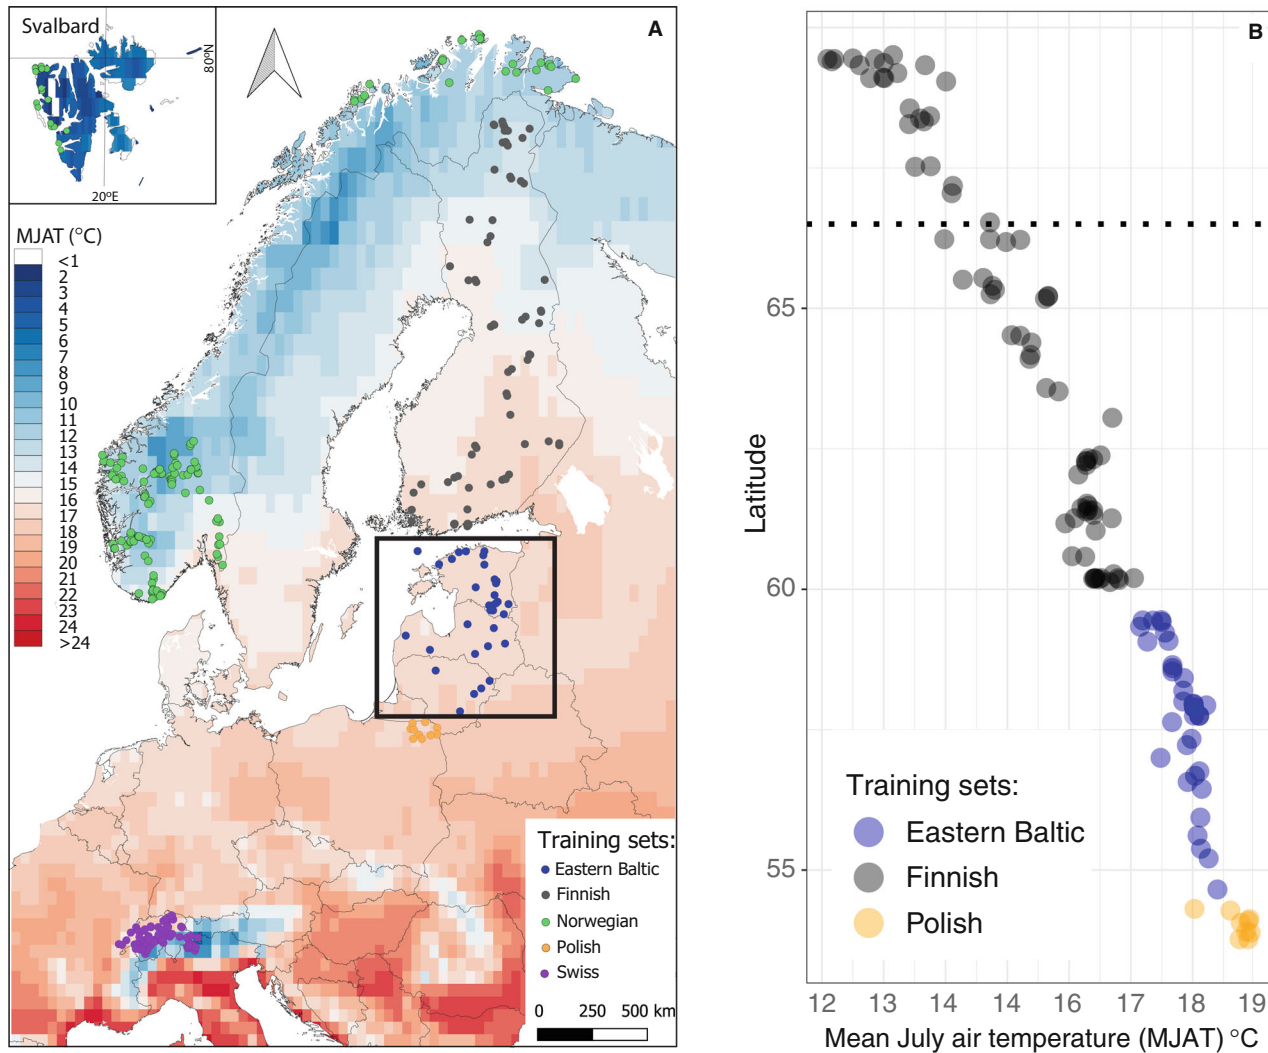 Svalbard
80ºN
20ºE
A
MJAT (°C)
<1
2
3
4
5
6
7
8
9
10
11
12
13
14
15
16
17
18
19
20
21
22
23
24
>24
Training sets:
Eastern Baltic
Finnish
Norwegian
Polish
Swiss
0 250 500 km
B
Latitude
65
60
55
Training sets:
Eastern Baltic
Finnish
Polish
12 13 14 14 16 17 18 19
Mean July air temperature (MJAT) °C